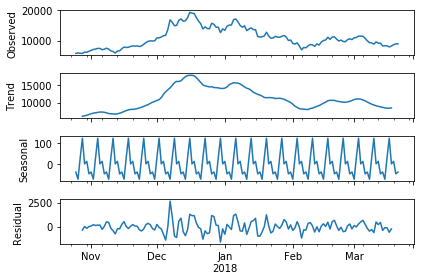 20000
10000
Observed
15000
10000
Trend
100
0
Seasonal
2500
0
Residual
Nov
Dec
Jan
Feb
Mar
2018